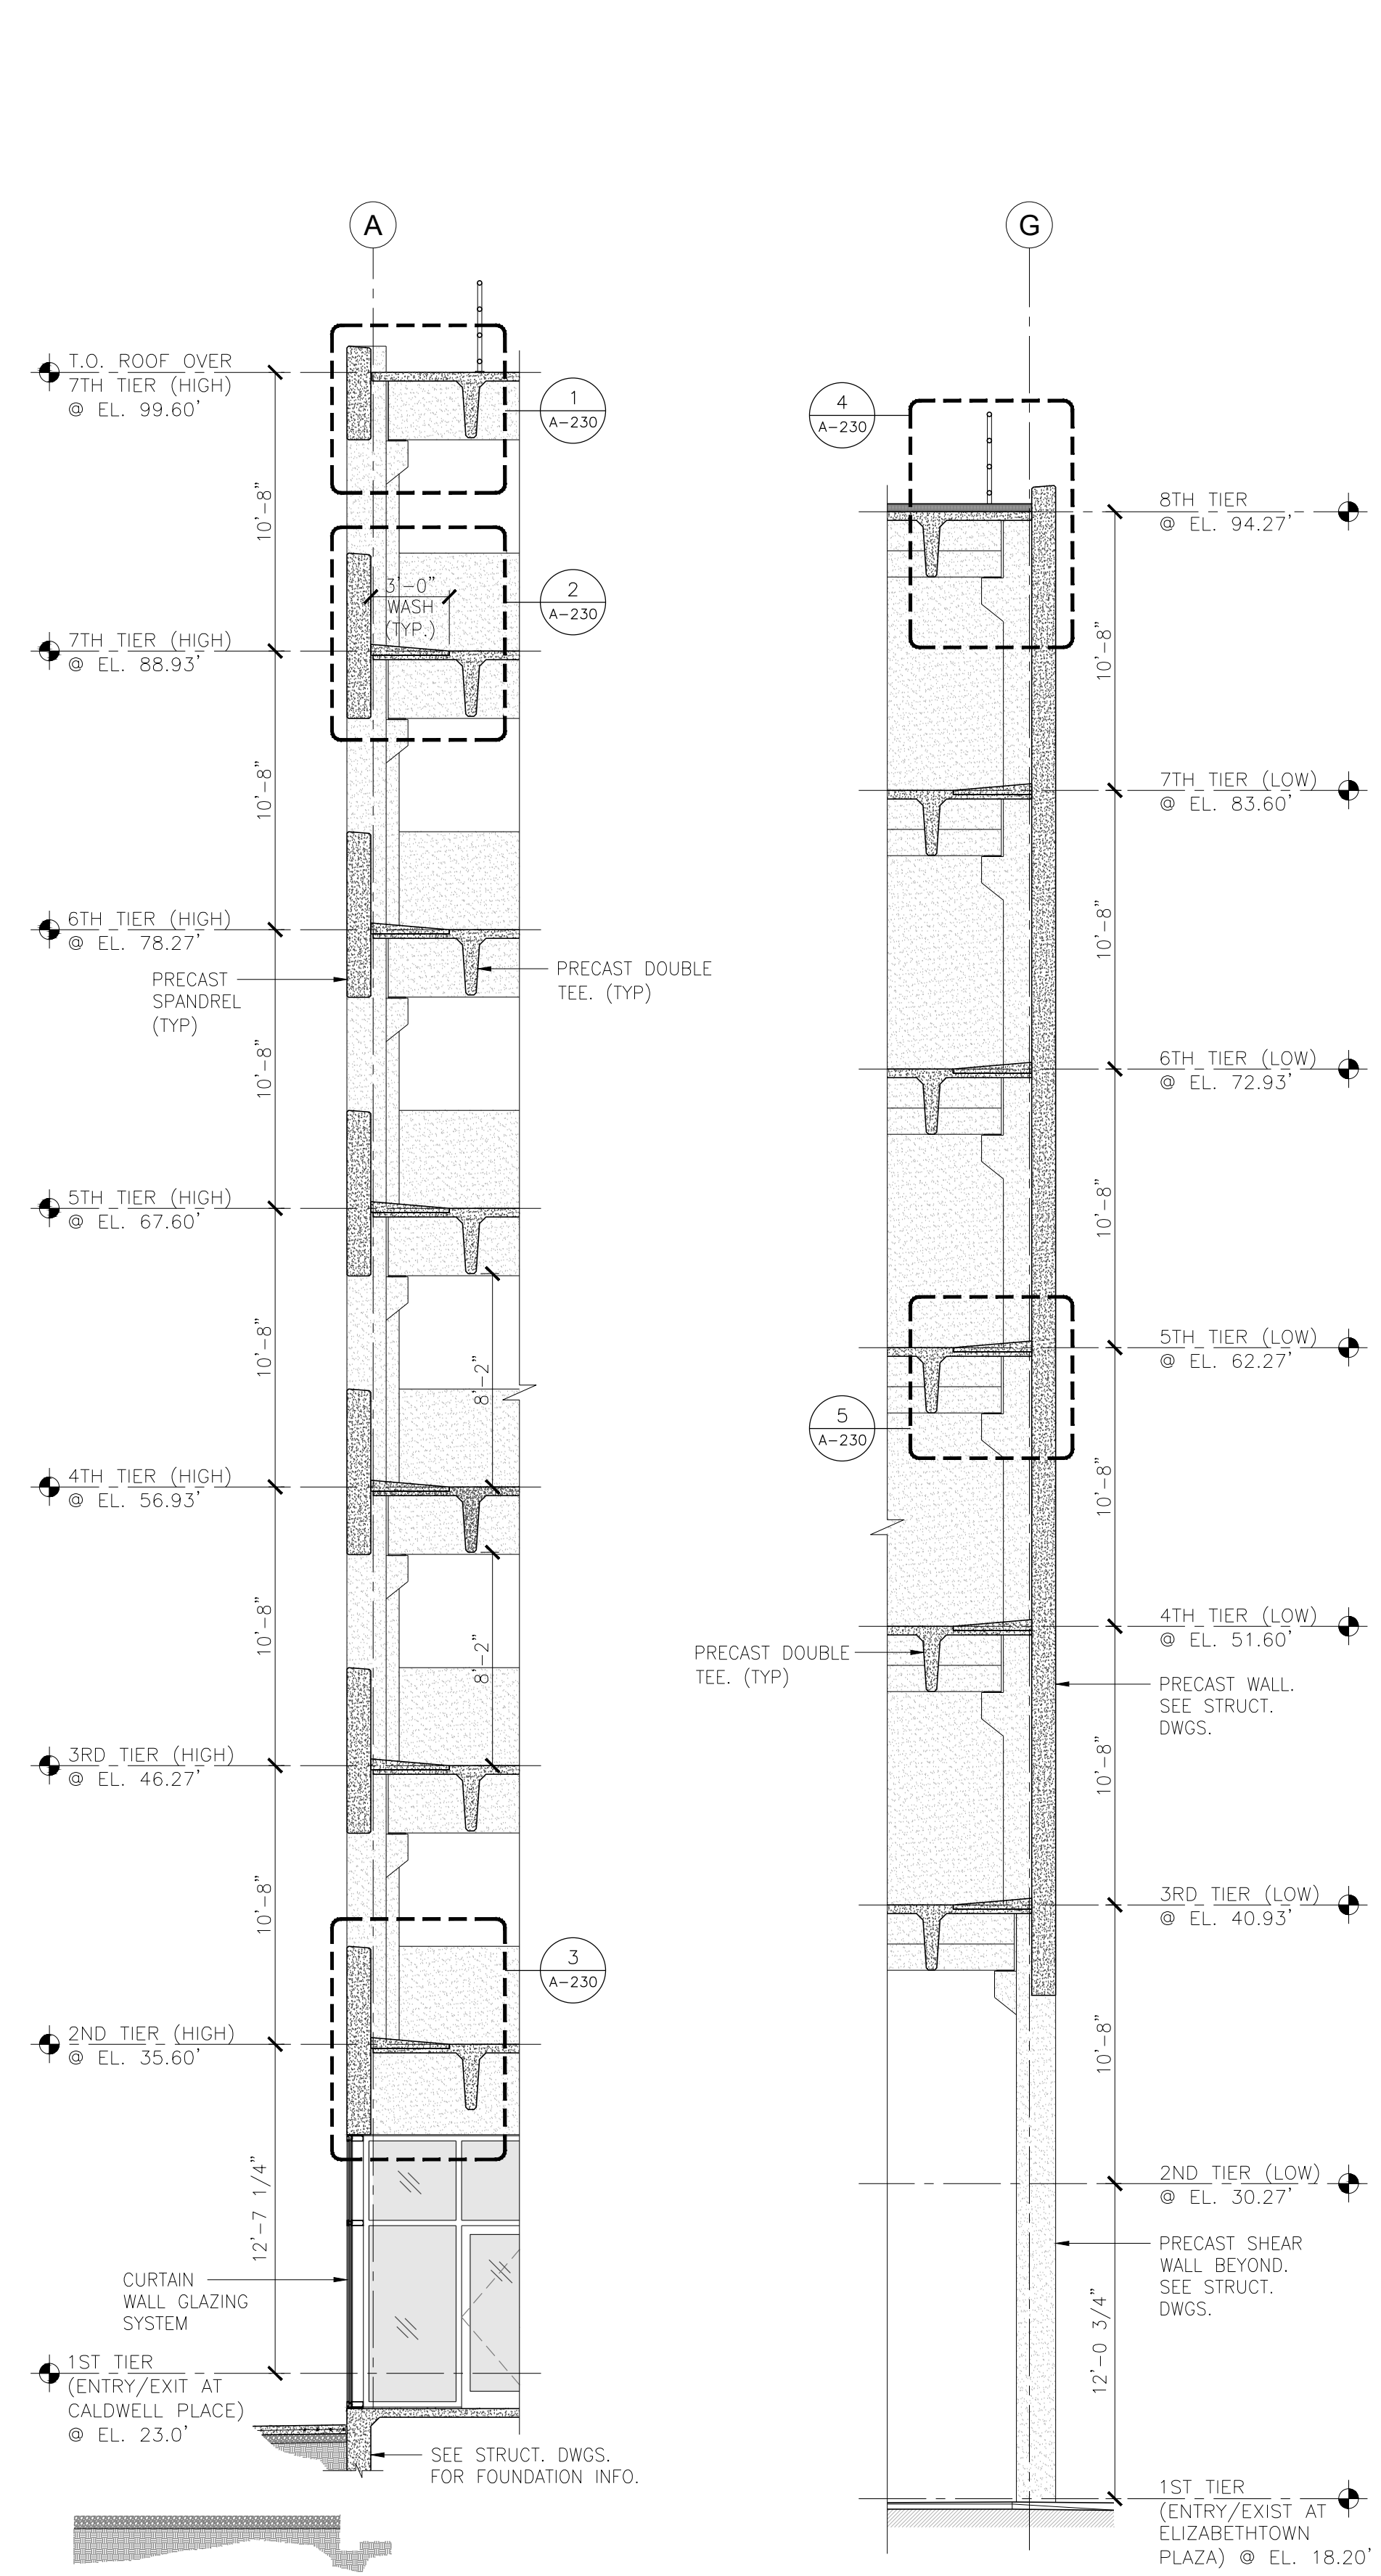 A
G
T.O. ROOF OVER
7TH TIER (HIGH)
@ EL. 99.60'
1
A-230
10'-8"
2
A-230
3'-0"
WASH
(TYP.)
7TH TIER (HIGH)
@ EL. 88.93'
10'-8"
6TH TIER (HIGH)
@ EL. 78.27'
PRECAST
SPANDREL
(TYP)
PRECAST DOUBLE
TEE. (TYP)
10'-8"
5TH TIER (HIGH)
@ EL. 67.60'
10'-8"
8'-2"
4TH TIER (HIGH)
@ EL. 56.93'
10'-8"
8'-2"
3RD TIER (HIGH)
@ EL. 46.27'
10'-8"
3
A-230
2ND TIER (HIGH)
@ EL. 35.60'
12'-7 1/4"
CURTAIN
WALL GLAZING
SYSTEM
1ST TIER
(ENTRY/EXIT AT
CALDWELL PLACE)
@ EL. 23.0'
SEE STRUCT. DWGS.
FOR FOUNDATION INFO.
4
A-230
8TH TIER
@ EL. 94.27'
10'-8"
7TH TIER (LOW)
@ EL. 83.60'
10'-8"
6TH TIER (LOW)
@ EL. 72.93'
10'-8"
5TH TIER (LOW)
@ EL. 62.27'
5
A-230
10'-8"
4TH TIER (LOW)
@ EL. 51.60'
PRECAST DOUBLE
TEE. (TYP)
PRECAST WALL.
SEE STRUCT.
DWGS.
10'-8"
3RD TIER (LOW)
@ EL. 40.93'
10'-8"
2ND TIER (LOW)
@ EL. 30.27'
PRECAST SHEAR
WALL BEYOND.
SEE STRUCT.
DWGS.
12'-0 3/4"
1ST TIER
(ENTRY/EXIST AT
ELIZABETHTOWN
PLAZA) @ EL. 18.20'